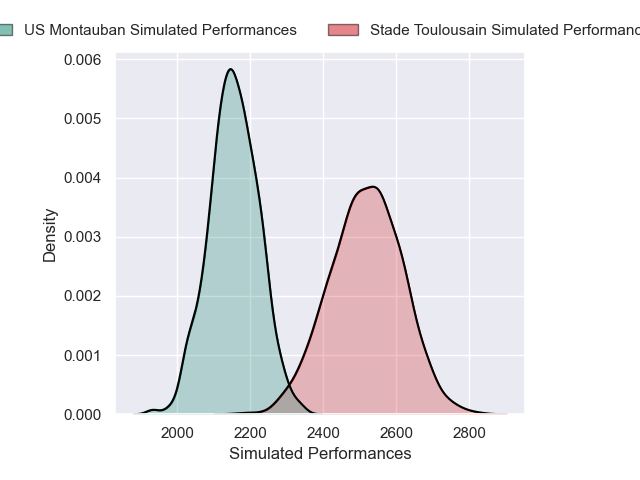 US Montauban Simulated Performances
Stade Toulousain Simulated Performanc
0.006
0.005
0.004
0.003
0.002
0.001
0.000
Density
2000 2200 2400 2600 2800
Simulated Performances